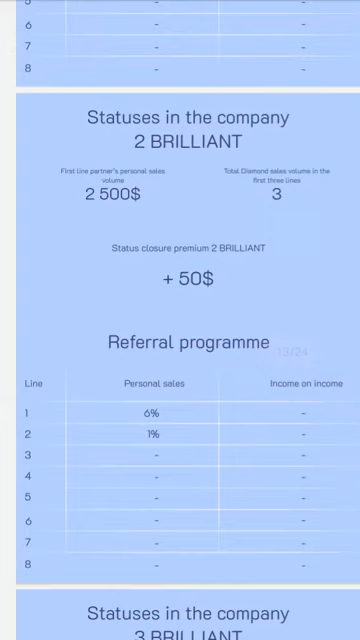 5 - -
6 - -
7 - -
8 - -
Statuses in the company
2 BRILLIANT
First line partner's personal sales
volume
2 500$
Total Diamond sales volume in the
first three lines
3
Status closure premium 2 BRILLIANT
+ 50$
Referral programme
13/24
Line Personal sales Income on income
1 6% -
2 1% -
3 - -
4 - -
5 - -
6 - -
7 - -
8 - -
Statuses in the company
3 BRILLIANT